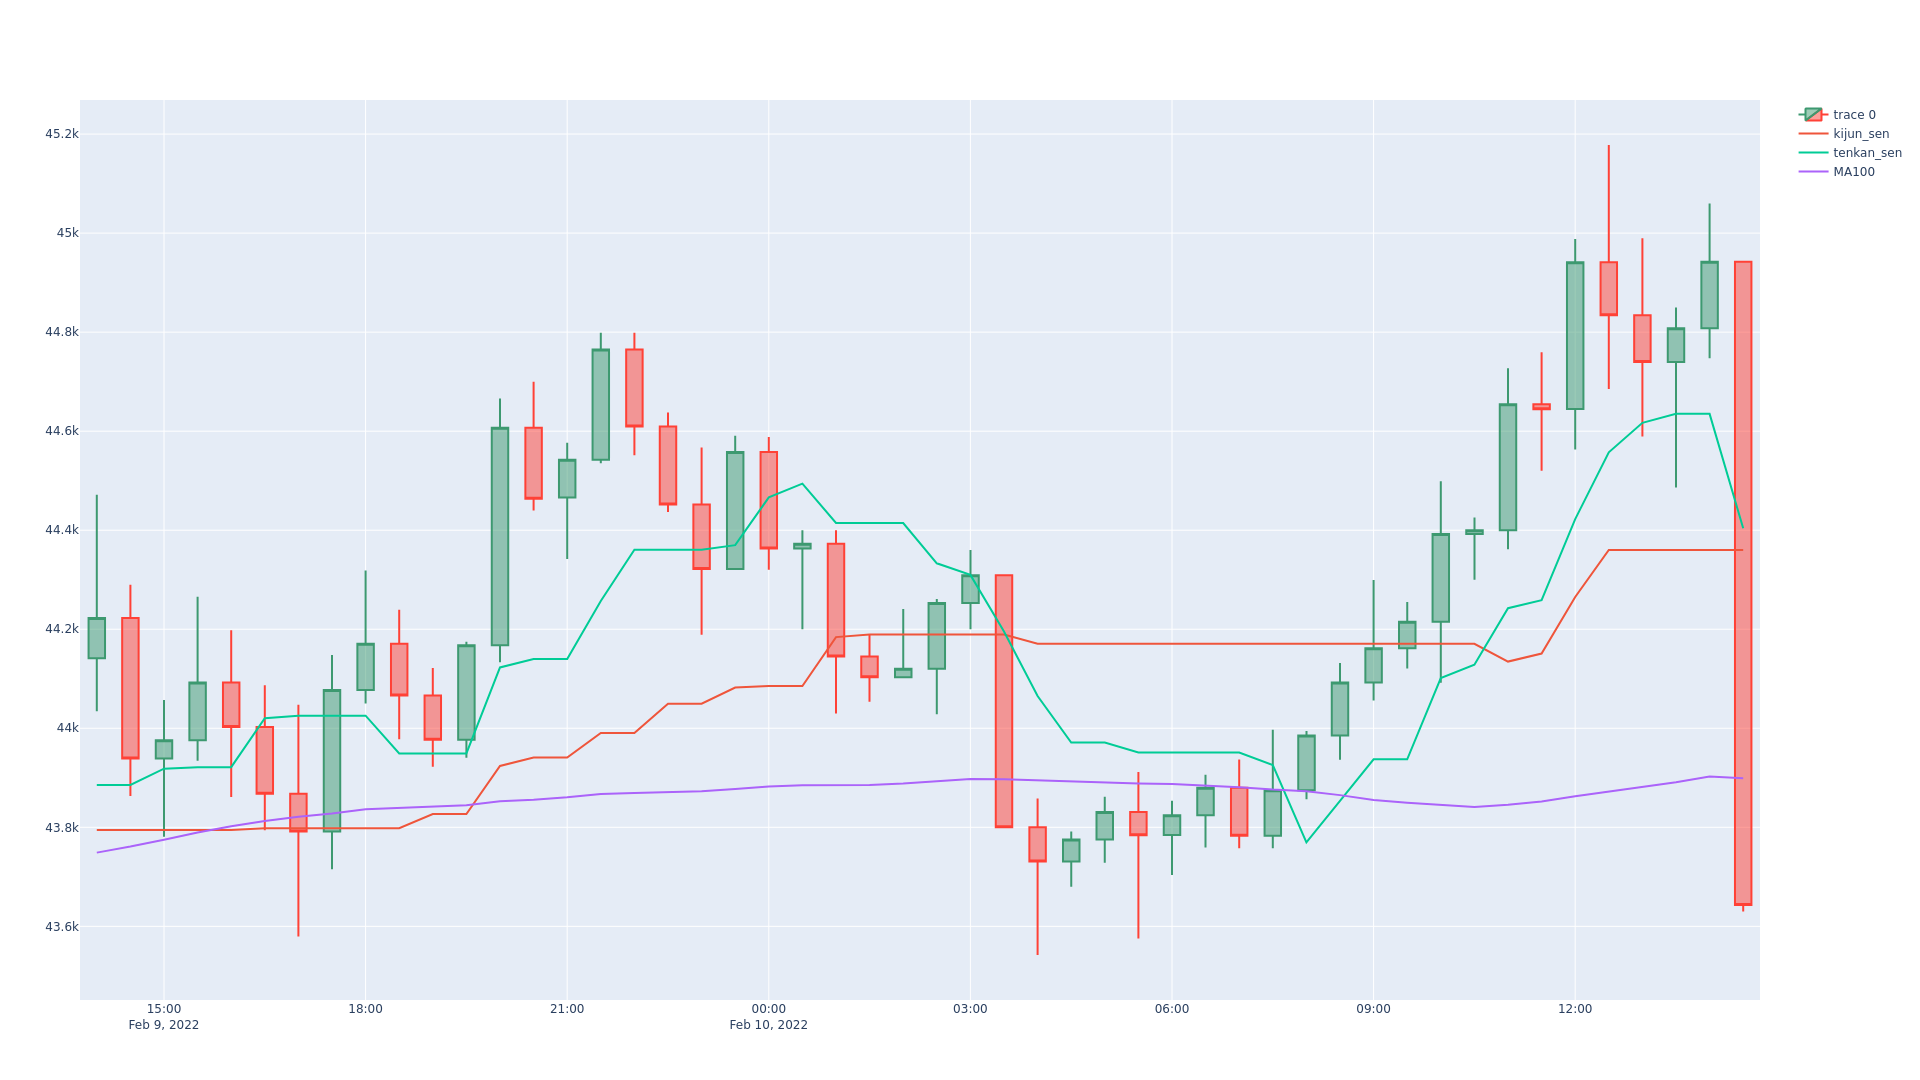 45.2k
45k
44.8k
44.6k
44.4k
44.2k
44k
43.8k
43.6k
15:00
Feb 9, 2022
18:00
21:00
00:00
Feb 10, 2022
03:00
06:00
09:00
12:00
trace 0
kijun_sen
tenkan_sen
MA100